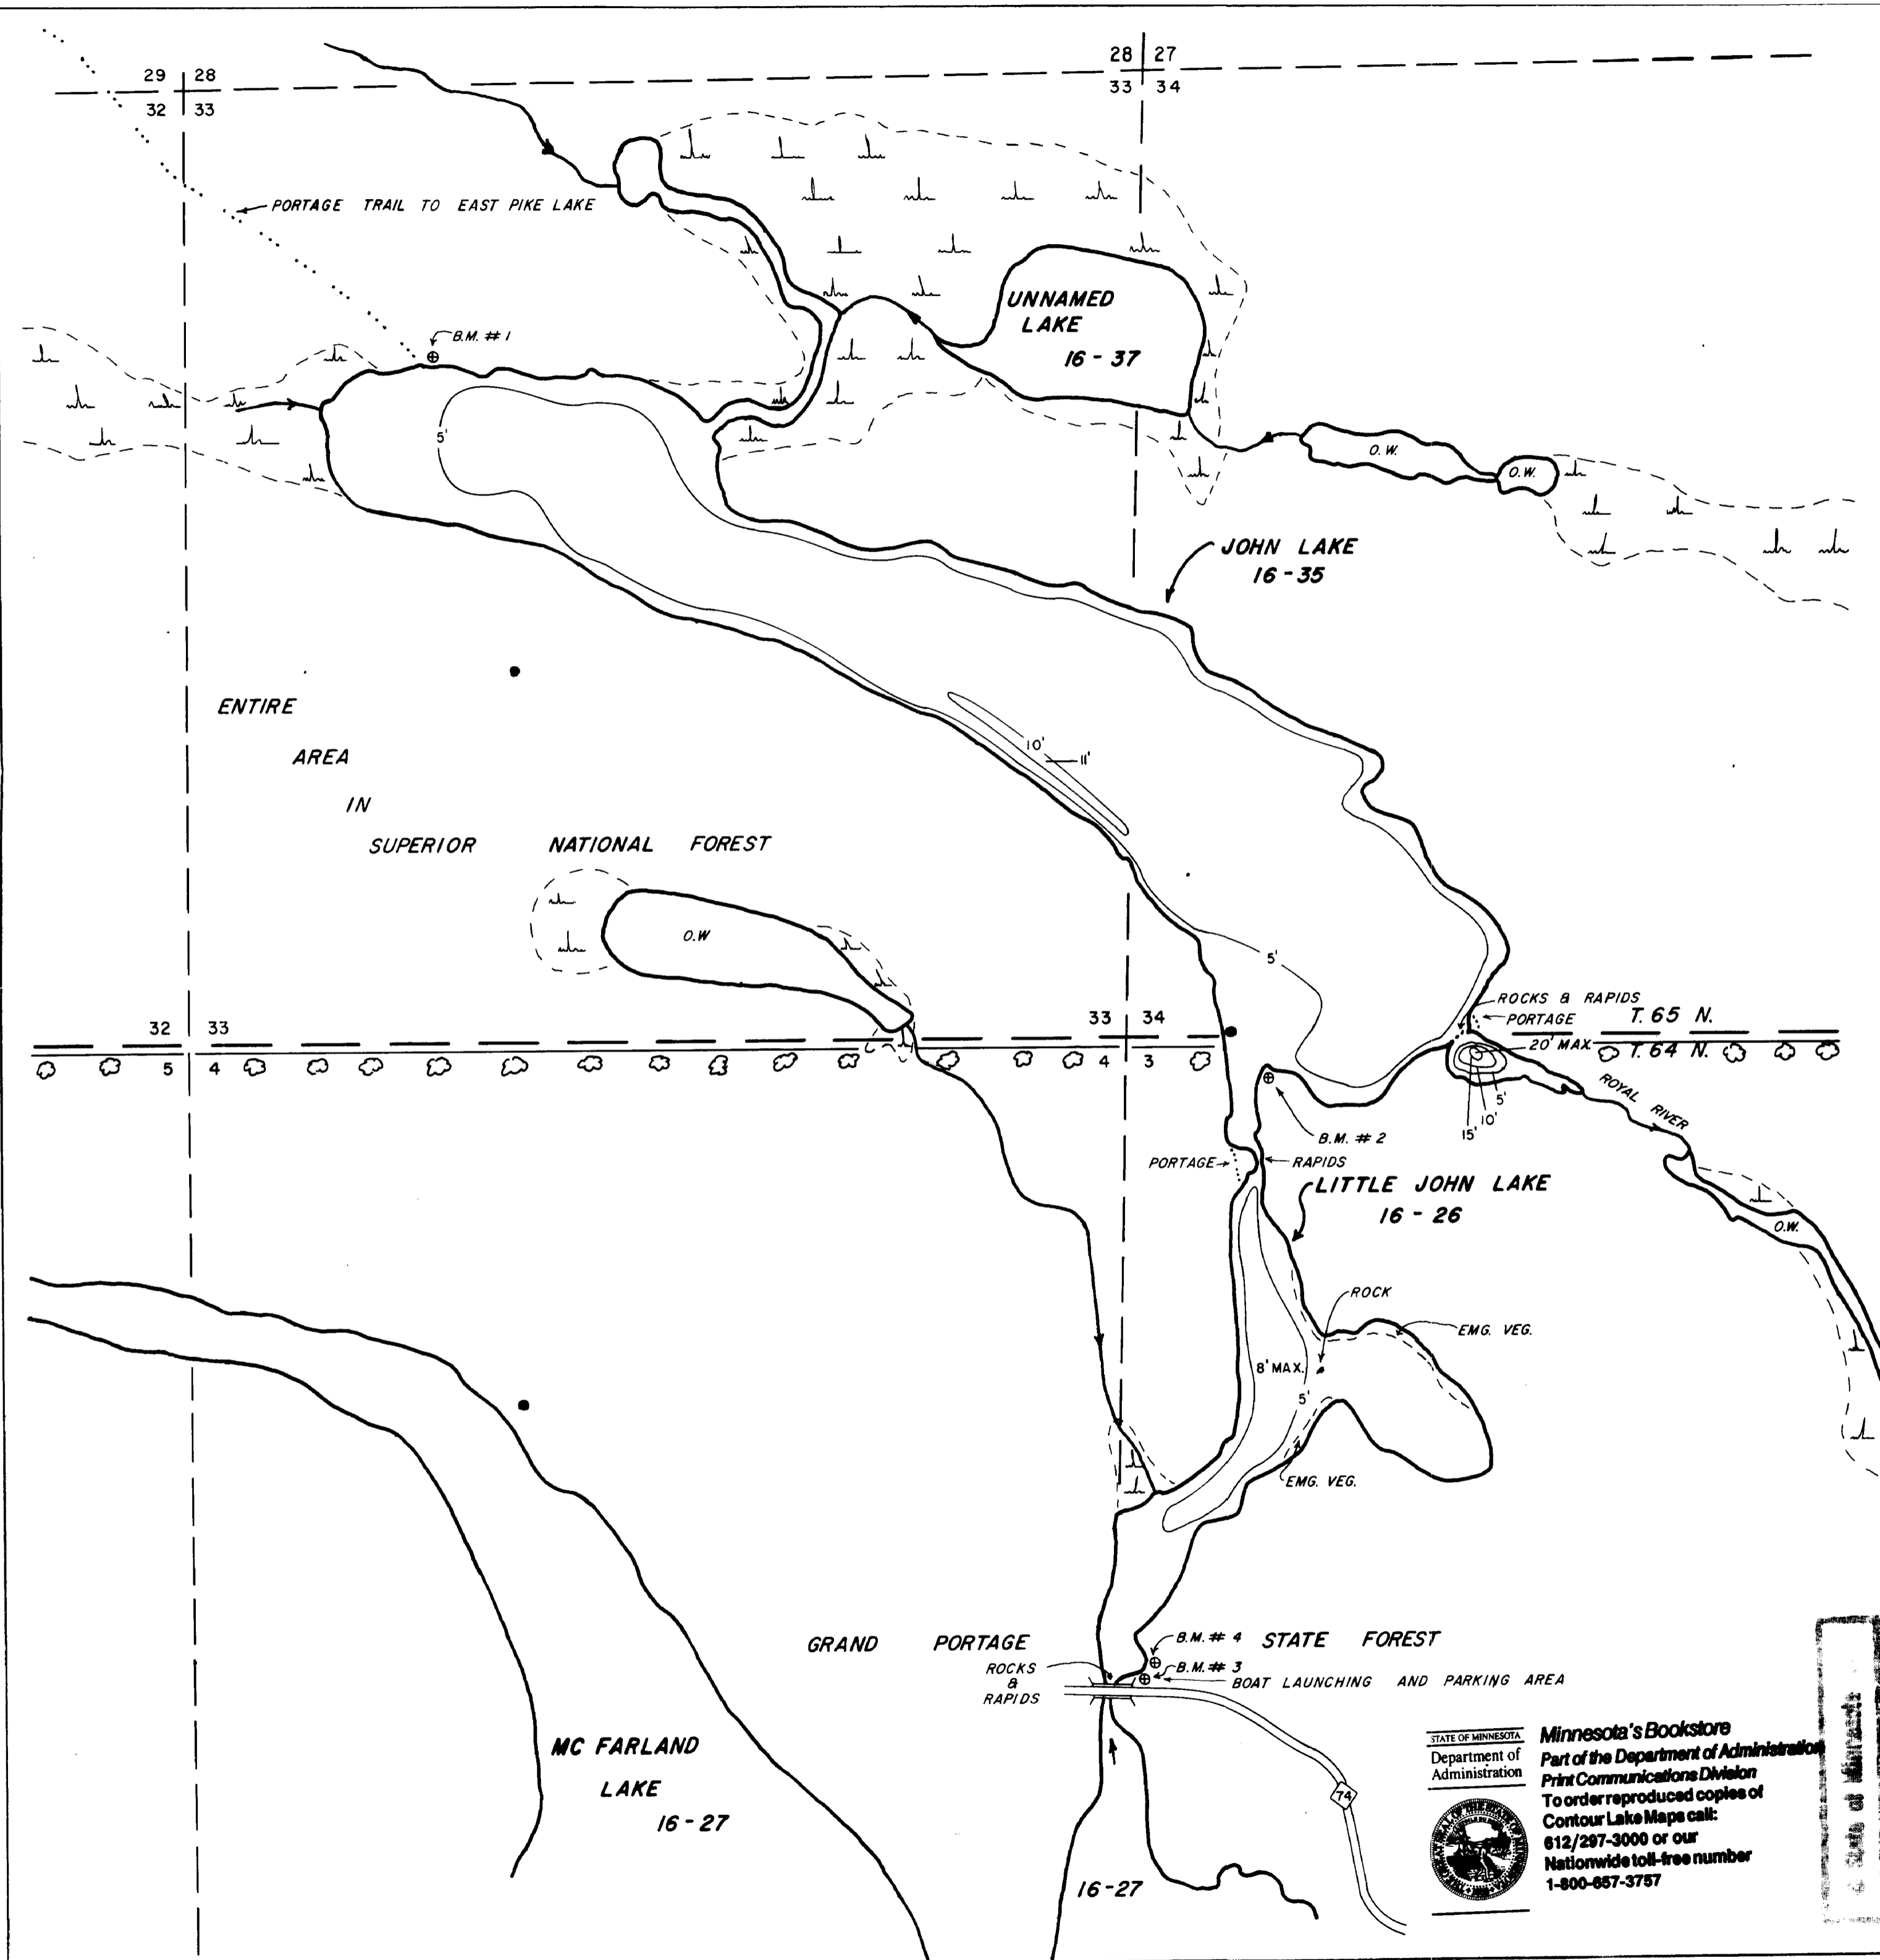 28 27
33 34
29 28
32 33
PORTAGE TRAIL TO EAST PIKE LAKE
UNNAMED
LAKE
16 - 37
B.M. # 1
5'
O.W.
O.W.
JOHN LAKE
16 - 35
ENTIRE
AREA
IN
SUPERIOR NATIONAL FOREST
10'
11'
O.W
5'
ROCKS & RAPIDS
PORTAGE
T. 65 N.
32 33
33 34
20' MAX.
T. 64 N.
5 4
4 3
5'
10'
15'
ROYAL RIVER
B.M. # 2
PORTAGE
RAPIDS
LITTLE JOHN LAKE
16 - 26
O.W.
ROCK
EMG. VEG.
8' MAX.
5'
EMG. VEG.
GRAND PORTAGE STATE FOREST
B.M. # 4
B.M. # 3
ROCKS
&
RAPIDS
BOAT LAUNCHING AND PARKING AREA
MC FARLAND
LAKE
16 - 27
74
16-27
STATE OF MINNESOTA
Department of
Administration
Minnesota's Bookstore
Part of the Department of Administration
Print Communications Division
To order reproduced copies of
Contour Lake Maps call:
612/297-3000 or our
Nationwide toll-free number
1-800-657-3757